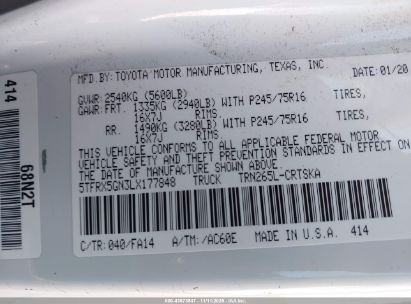 MFD BY: TOYOTA MOTOR MANUFACTURING, TEXAS, INC. DATE: 01/20
GVWR: 2540KG (5600LB)
GAWR: FRT. 1335KG (2940LB) WITH P245/75R16 TIRES,
16X7J RIMS.
RR. 1490KG (3280LB) WITH P245/75R16 TIRES,
16X7J RIMS.
THIS VEHICLE CONFORMS TO ALL APPLICABLE FEDERAL MOTOR
VEHICLE SAFETY AND THEFT PREVENTION STANDARDS IN EFFECT ON
THE DATE OF MANUFACTURE SHOWN ABOVE.
5TFRX5GN3LX177848 TRUCK TRN265L-CRTSKA
C/TR: 040/FA14 A/TM: /AC60E MADE IN U.S.A. 414
414
68N2T